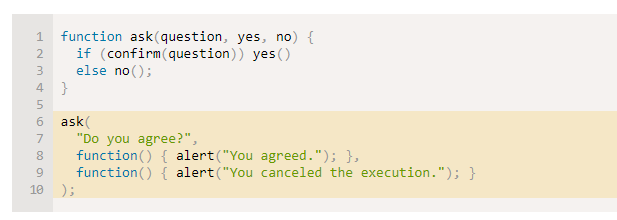 1 function ask(question, yes, no) {
2   if (confirm(question)) yes()
3   else no();
4 }
5
6 ask(
7   "Do you agree?",
8   function() { alert("You agreed."); },
9   function() { alert("You canceled the execution."); }
10 );